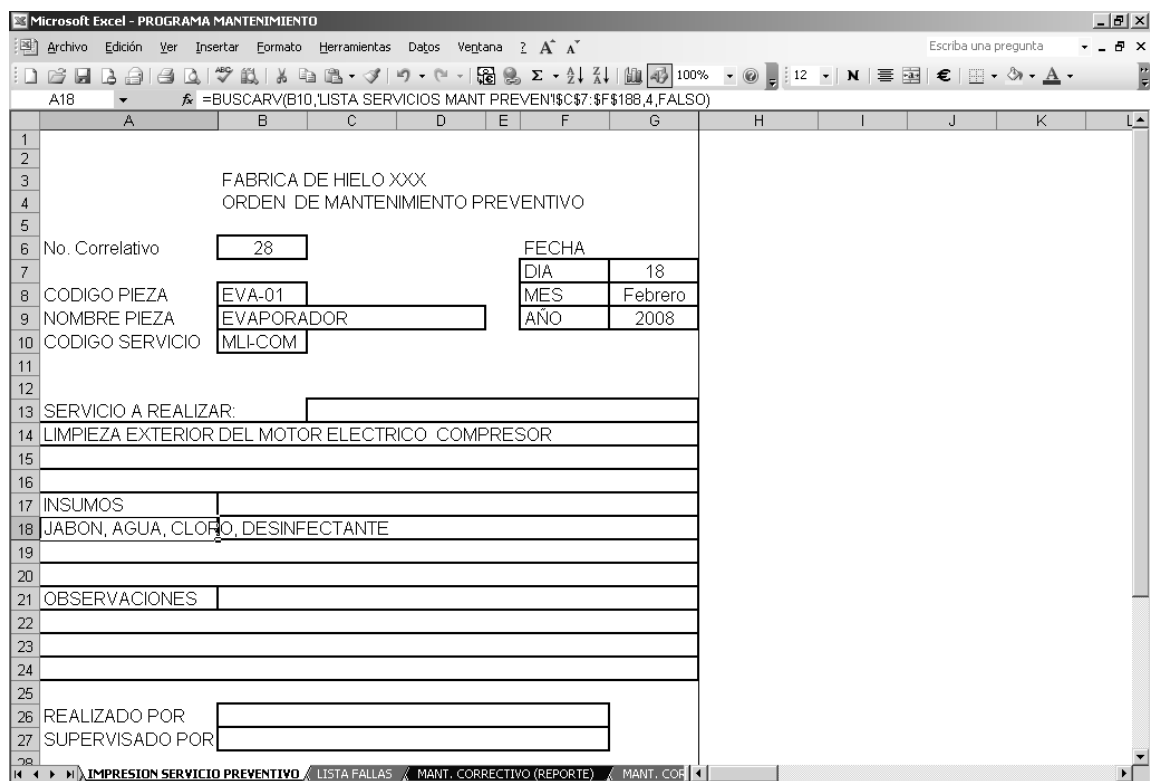 Microsoft Excel - PROGRAMA MANTENIMIENTO
Archivo Edición Ver Insertar Formato Herramientas Datos Ventana ? A A Escriba una pregunta
100% 12 N € A
A18 fx =BUSCARV(B10,'LISTA SERVICIOS MANT PREVEN'!$C$7:$F$188,4,FALSO)
A B C D E F G H I J K L
1
2
3 FABRICA DE HIELO XXX
4 ORDEN DE MANTENIMIENTO PREVENTIVO
5
6 No. Correlativo 28 FECHA
7 DIA 18
8 CODIGO PIEZA EVA-01 MES Febrero
9 NOMBRE PIEZA EVAPORADOR AÑO 2008
10 CODIGO SERVICIO MLI-COM
11
12
13 SERVICIO A REALIZAR:
14 LIMPIEZA EXTERIOR DEL MOTOR ELECTRICO COMPRESOR
15
16
17 INSUMOS
18 JABON, AGUA, CLORO, DESINFECTANTE
19
20
21 OBSERVACIONES
22
23
24
25
26 REALIZADO POR
27 SUPERVISADO POR
28
IMPRESION SERVICIO PREVENTIVO LISTA FALLAS MANT. CORRECTIVO (REPORTE) MANT. COR